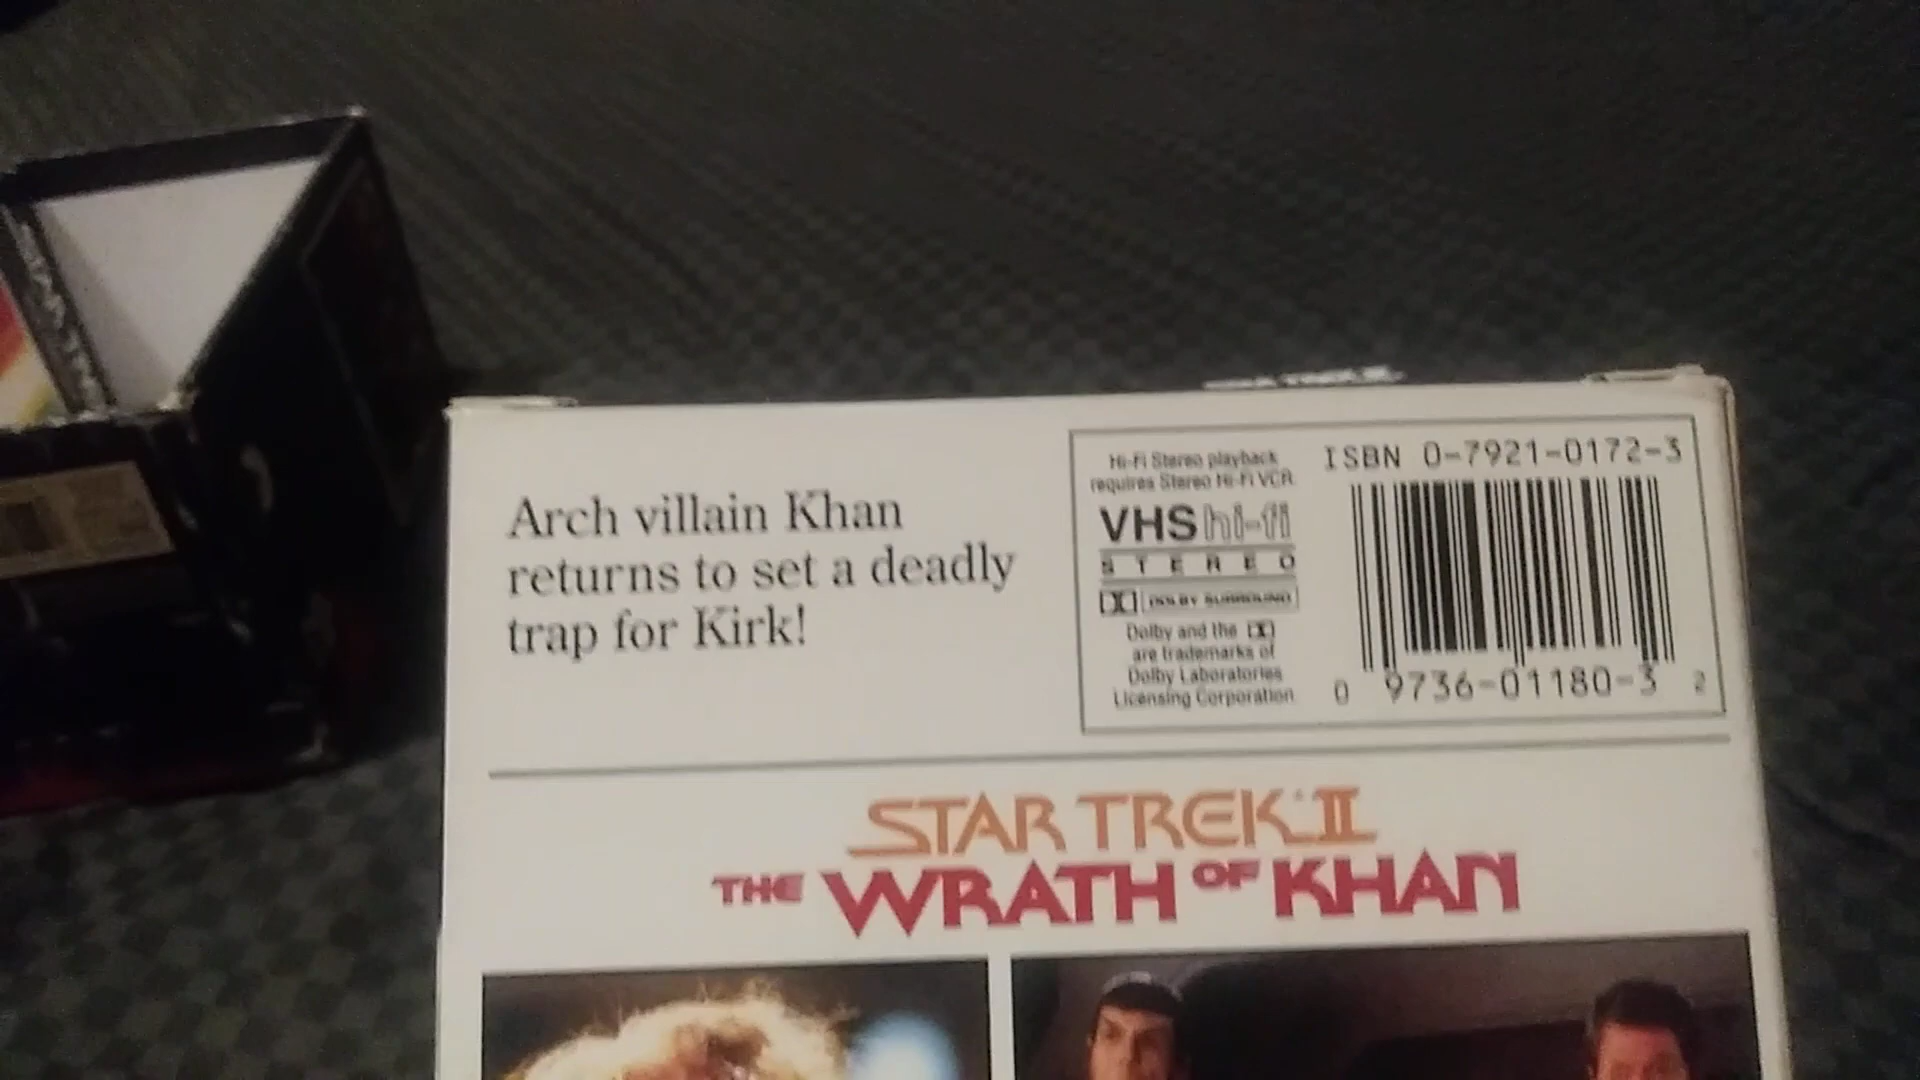 Arch villain Khan
returns to set a deadly
trap for Kirk!
Hi-Fi Stereo playback
requires Stereo Hi-Fi VCR
VHS hi-fi
STEREO
DOLBY SURROUND
Dolby and the
are trademarks of
Dolby Laboratories
Licensing Corporation
ISBN 0-7921-0172-3
0 9736-01180-3 2
STAR TREK II
THE WRATH OF KHAN